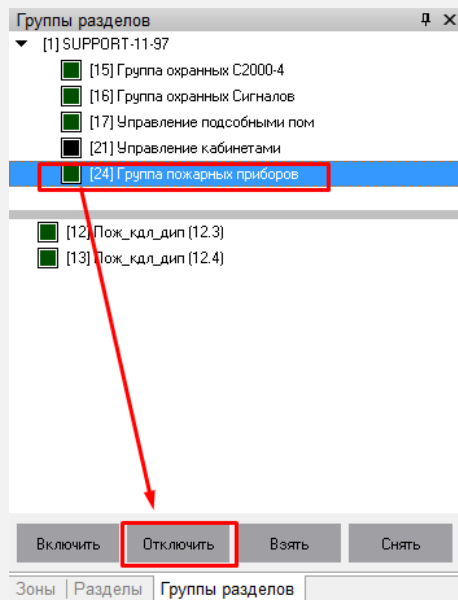 Группы разделов
[1] SUPPORT-11-97
[15] Группа охранных С2000-4
[16] Группа охранных Сигналов
[17] Управление подсобными пом
[21] Управление кабинетами
[24] Группа пожарных приборов
[12] Пож_кдл_дип (12.3)
[13] Пож_кдл_дип (12.4)
Включить Отключить Взять Снять
Зоны Разделы Группы разделов